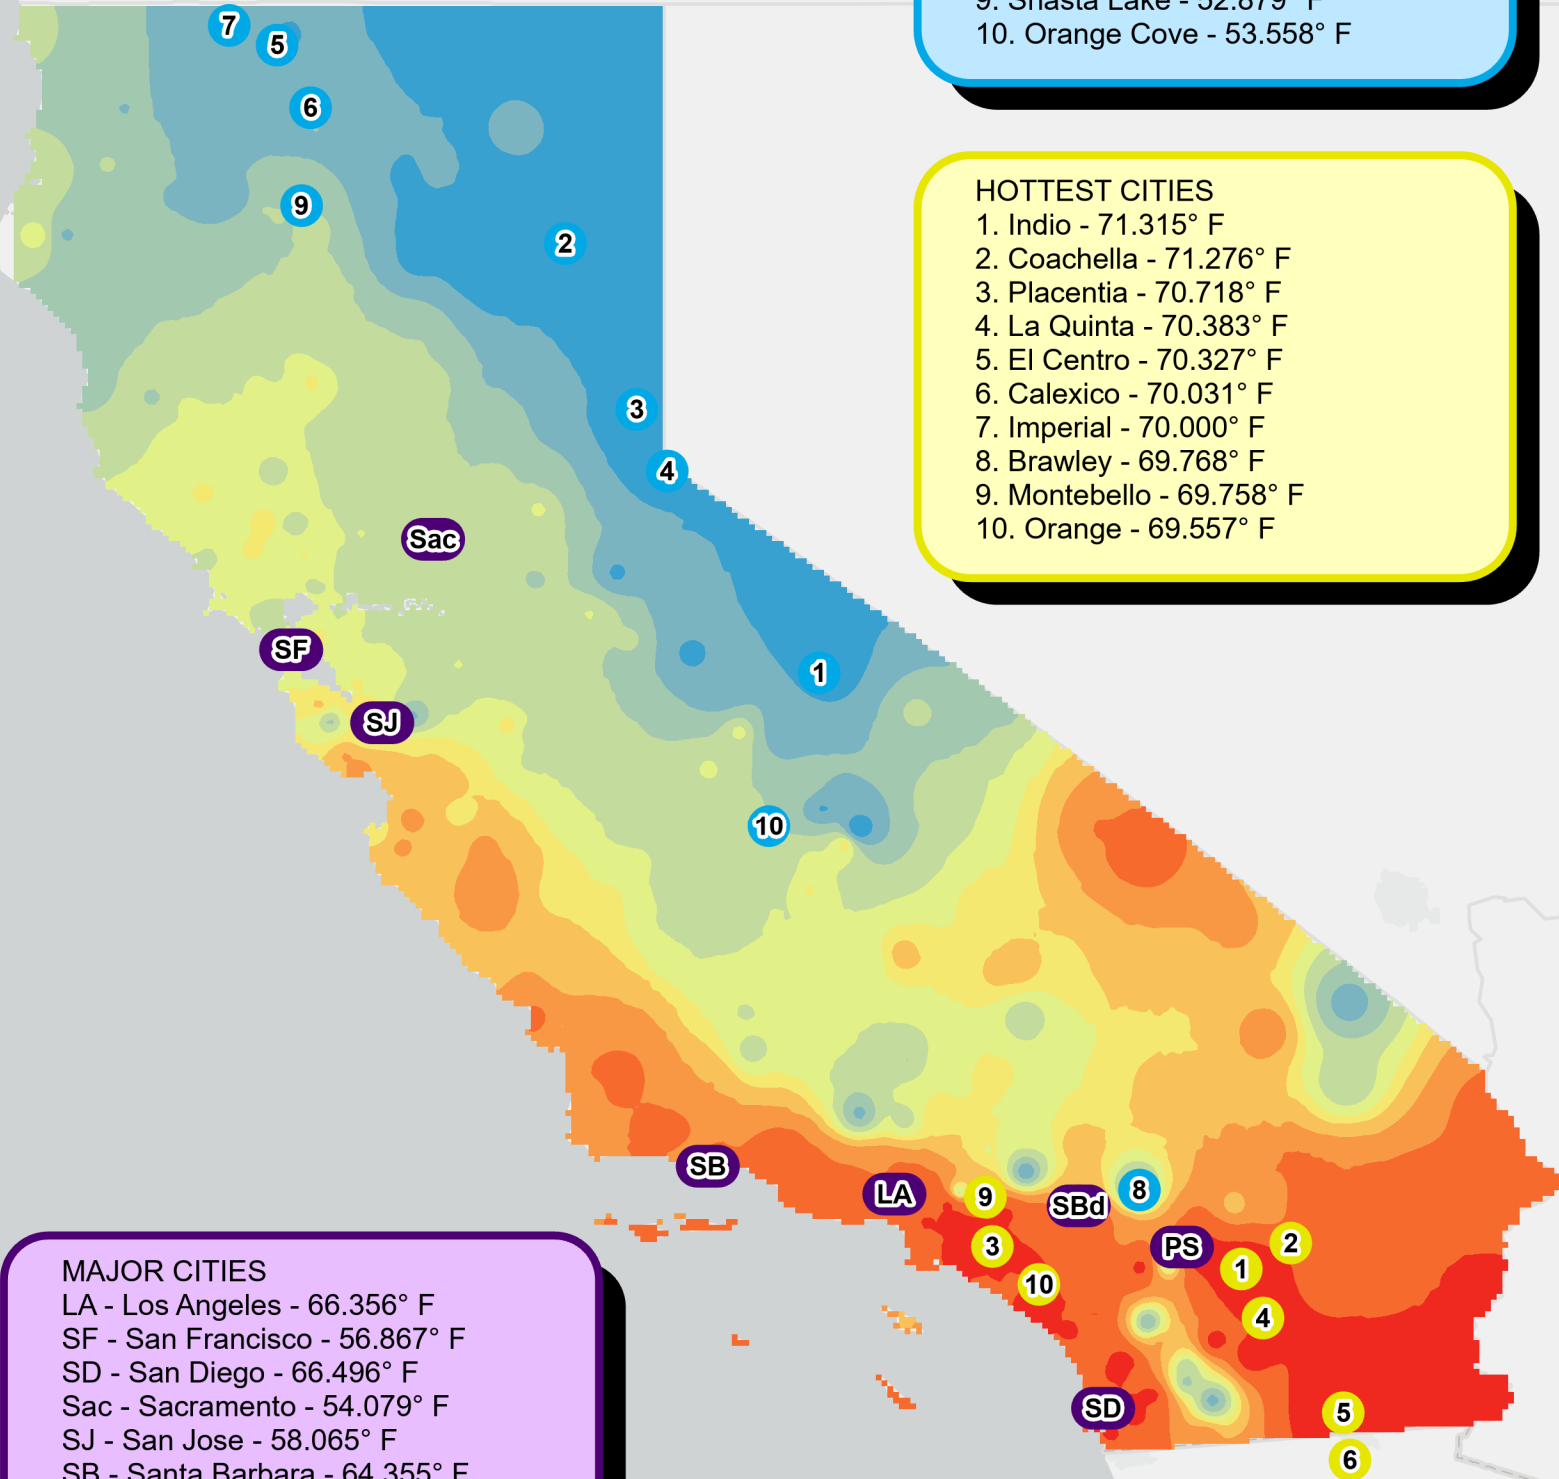 9. Shasta Lake - 52.879° F
10. Orange Cove - 53.558° F
7
5
6
9
2
HOTTEST CITIES
1. Indio - 71.315° F
2. Coachella - 71.276° F
3. Placentia - 70.718° F
4. La Quinta - 70.383° F
5. El Centro - 70.327° F
6. Calexico - 70.031° F
7. Imperial - 70.000° F
8. Brawley - 69.768° F
9. Montebello - 69.758° F
10. Orange - 69.557° F
3
4
Sac
SF
1
SJ
10
SB
LA
9
SBd
8
3
PS
2
1
10
4
SD
5
6
MAJOR CITIES
LA - Los Angeles - 66.356° F
SF - San Francisco - 56.867° F
SD - San Diego - 66.496° F
Sac - Sacramento - 54.079° F
SJ - San Jose - 58.065° F
SB - Santa Barbara - 64.355° F